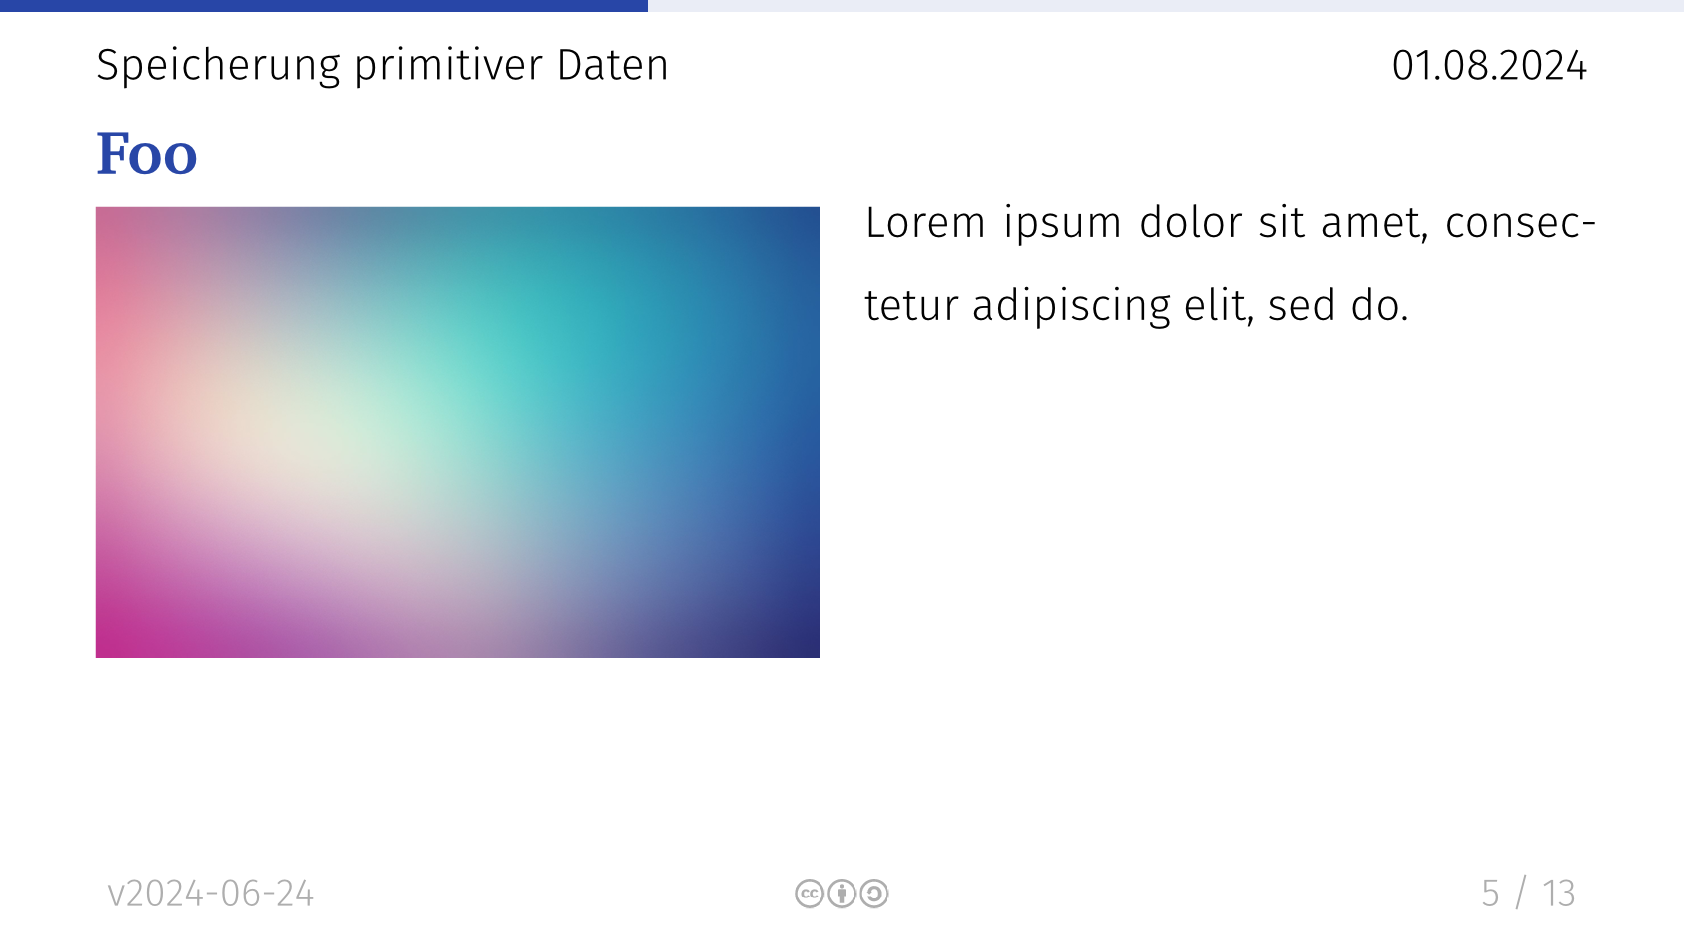 Speicherung primitiver Daten
01.08.2024
Foo
Lorem ipsum dolor sit amet, consec-
tetur adipiscing elit, sed do.
v2024-06-24
cc
5 / 13